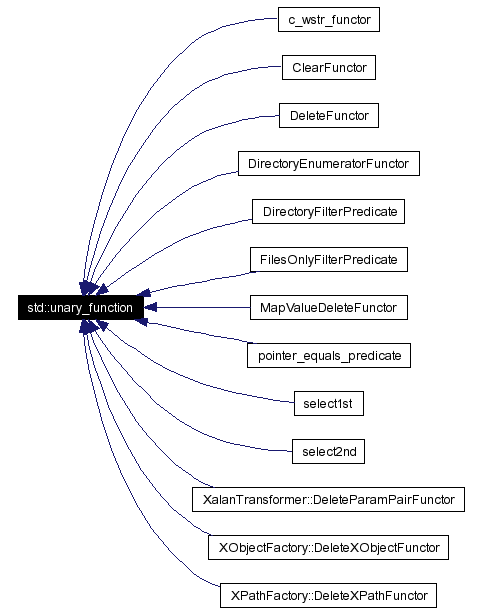 c_wstr_functor
ClearFunctor
DeleteFunctor
DirectoryEnumeratorFunctor
DirectoryFilterPredicate
FilesOnlyFilterPredicate
std::unary_function
MapValueDeleteFunctor
pointer_equals_predicate
select1st
select2nd
XalanTransformer::DeleteParamPairFunctor
XObjectFactory::DeleteXObjectFunctor
XPathFactory::DeleteXPathFunctor